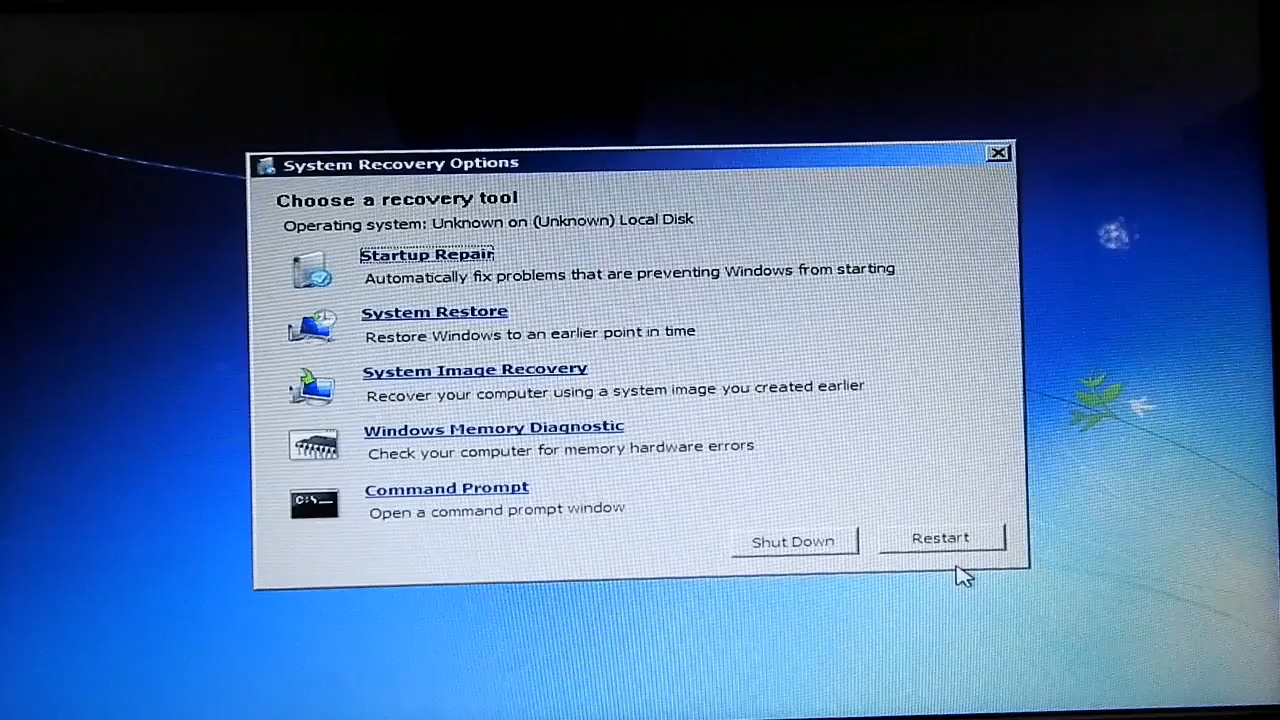 System Recovery Options
Choose a recovery tool
Operating system: Unknown on (Unknown) Local Disk
Startup Repair
Automatically fix problems that are preventing Windows from starting
System Restore
Restore Windows to an earlier point in time
System Image Recovery
Recover your computer using a system image you created earlier
Windows Memory Diagnostic
Check your computer for memory hardware errors
C:\_
Command Prompt
Open a command prompt window
Shut Down
Restart